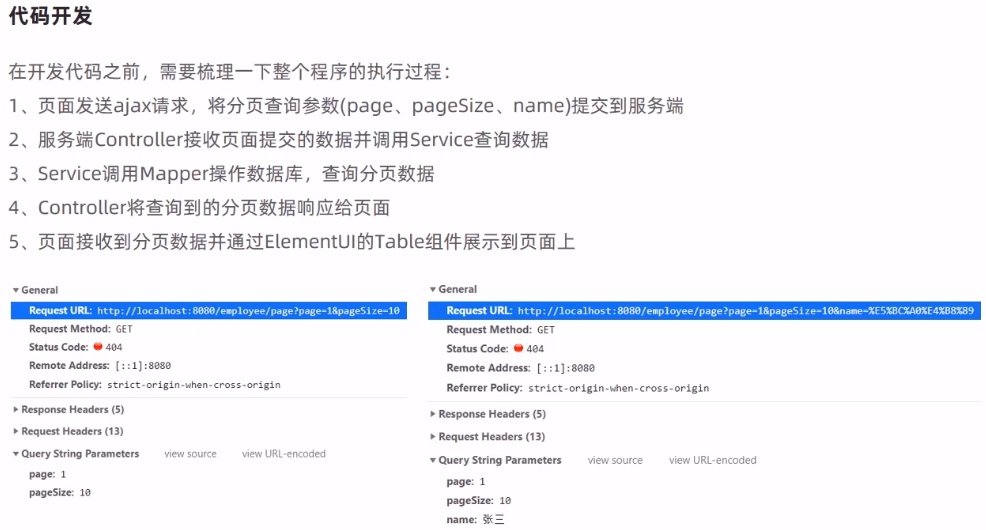 代码开发
在开发代码之前，需要梳理一下整个程序的执行过程：
1、页面发送ajax请求，将分页查询参数(page、pageSize、name)提交到服务端
2、服务端Controller接收页面提交的数据并调用Service查询数据
3、Service调用Mapper操作数据库，查询分页数据
4、Controller将查询到的分页数据响应给页面
5、页面接收到分页数据并通过ElementUI的Table组件展示到页面上
General
Request URL: http://localhost:8080/employee/page?page=1&pageSize=10
Request Method: GET
Status Code: 404
Remote Address: [::1]:8080
Referrer Policy: strict-origin-when-cross-origin
Response Headers (5)
Request Headers (13)
Query String Parameters view source view URL-encoded
page: 1
pageSize: 10
General
Request URL: http://localhost:8080/employee/page?page=1&pageSize=10&name=%E5%BC%A0%E4%B8%89
Request Method: GET
Status Code: 404
Remote Address: [::1]:8080
Referrer Policy: strict-origin-when-cross-origin
Response Headers (5)
Request Headers (13)
Query String Parameters view source view URL-encoded
page: 1
pageSize: 10
name: 张三